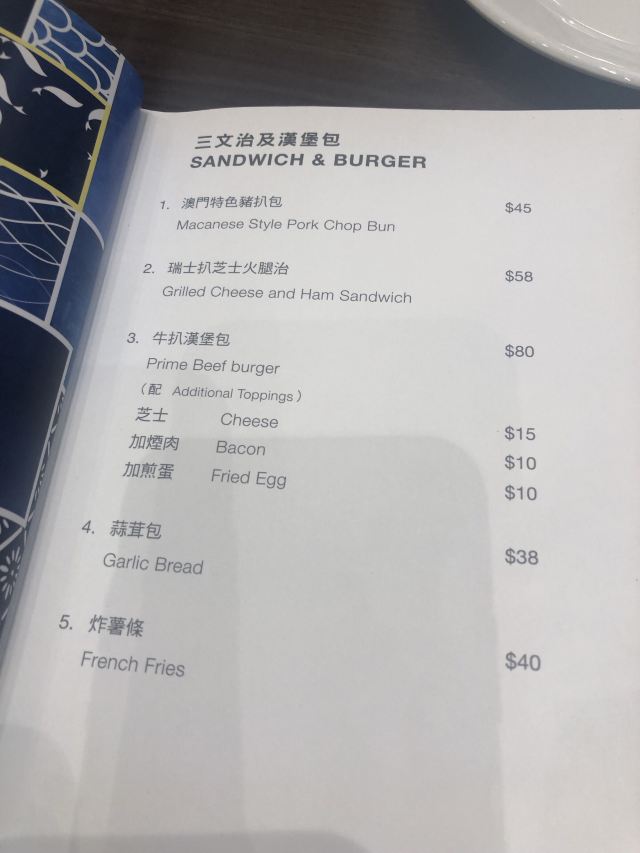 三文治及漢堡包
SANDWICH & BURGER
1. 澳門特色豬扒包 $45
Macanese Style Pork Chop Bun
2. 瑞士扒芝士火腿治 $58
Grilled Cheese and Ham Sandwich
3. 牛扒漢堡包 $80
Prime Beef burger
（配 Additional Toppings）
芝士 Cheese $15
加煙肉 Bacon $10
加煎蛋 Fried Egg $10
4. 蒜茸包 $38
Garlic Bread
5. 炸薯條 $40
French Fries